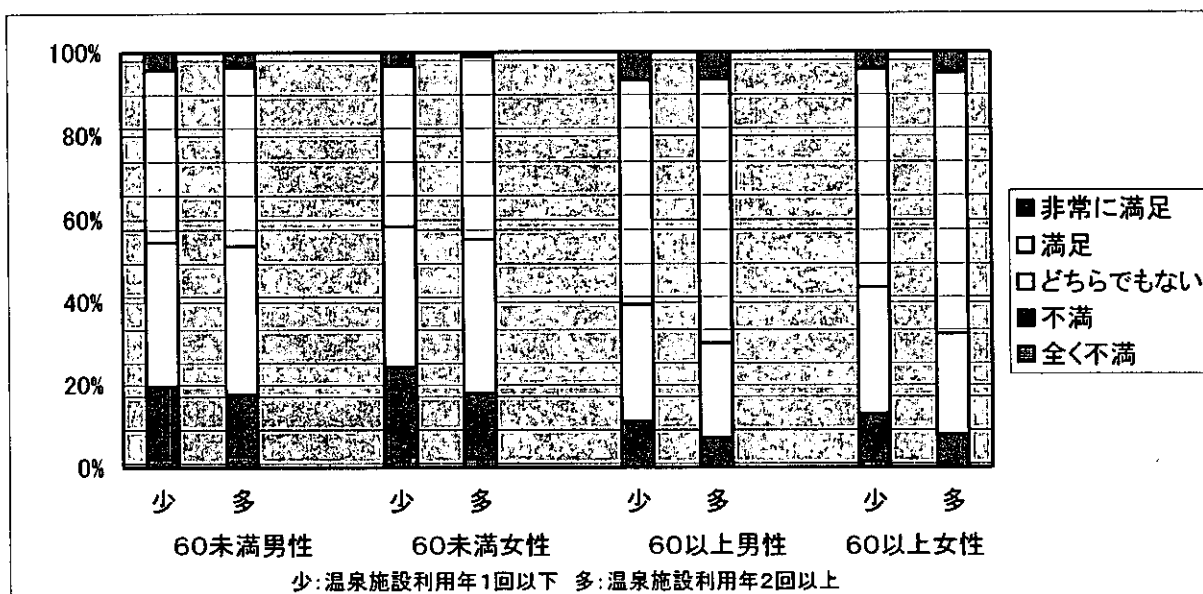 100%
80%
60%
40%
20%
0%
少 多 少 多 少 多 少 多
60未満男性 60未満女性 60以上男性 60以上女性
少:温泉施設利用年1回以下 多:温泉施設利用年2回以上
■非常に満足
□満足
□どちらでもない
■不満
■全く不満